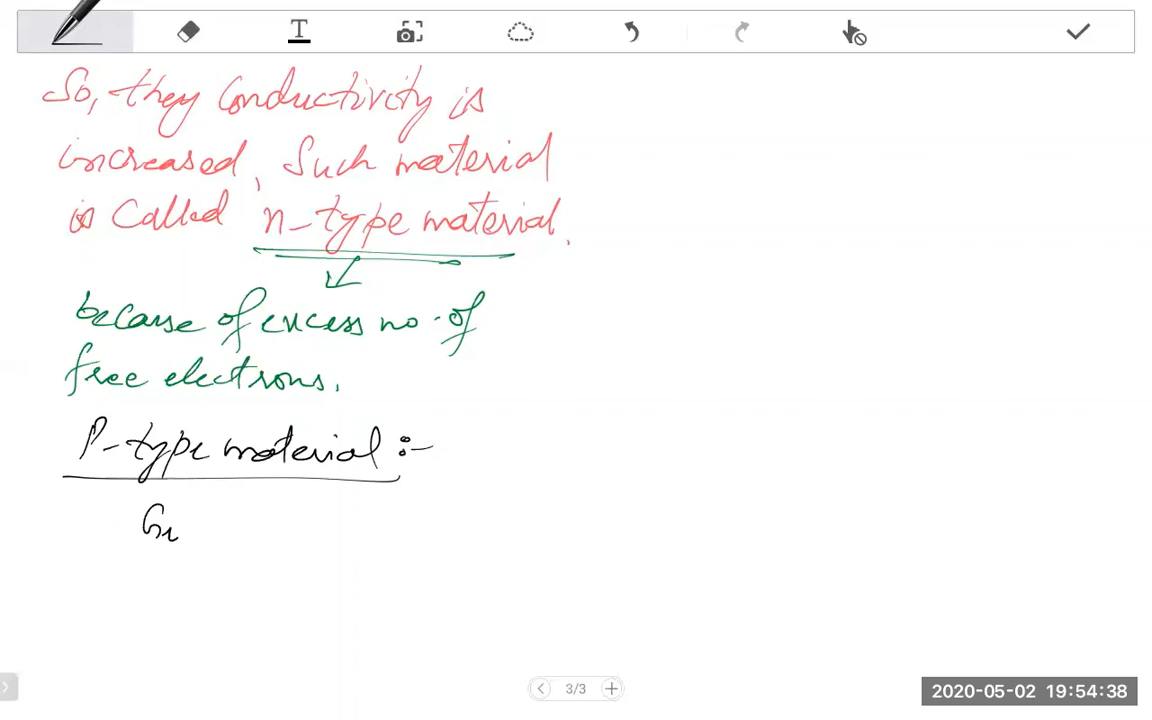 T
So, they Conductivity is
increased, Such material
is Called n-type material.
because of excess no. of
free electrons.
P-type material :-
3/3
2020-05-02 19:54:38